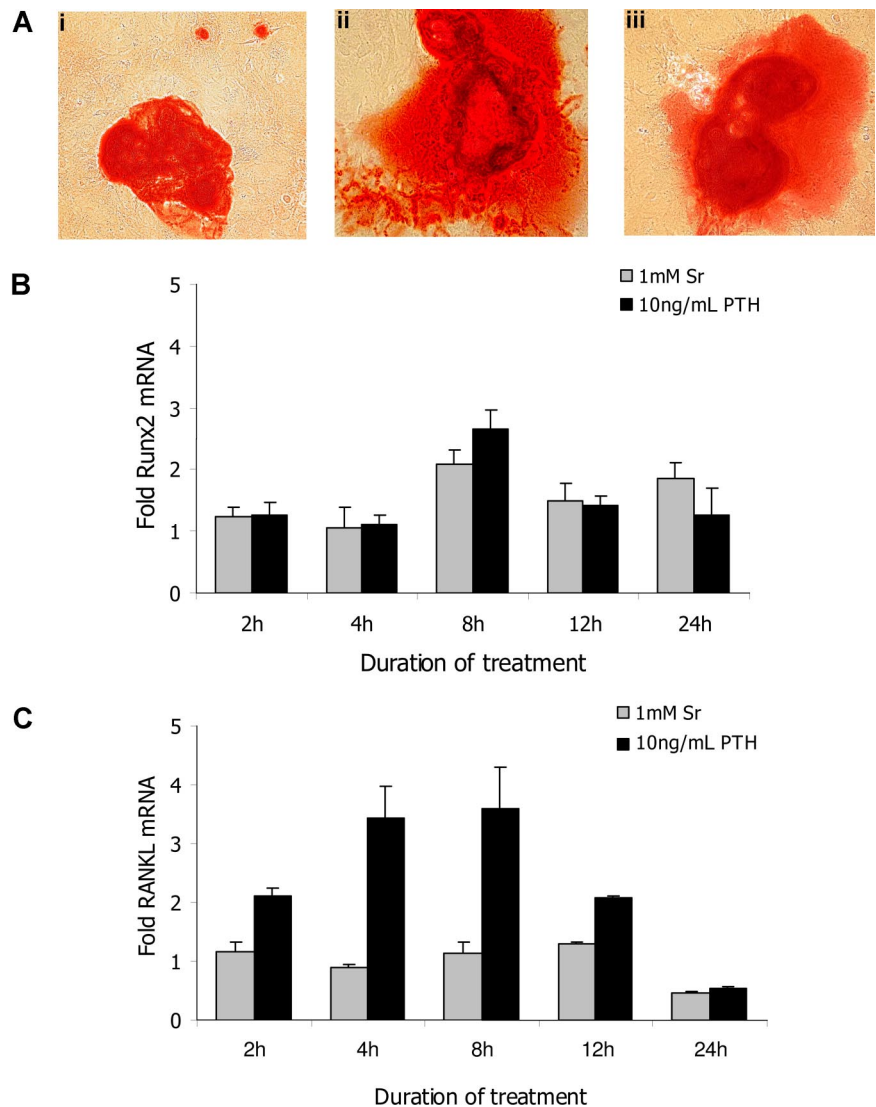 A
i
ii
iii
B
1mM Sr
10ng/mL PTH
Fold Runx2 mRNA
5
4
3
2
1
0
2h 4h 8h 12h 24h
Duration of treatment
C
1mM Sr
10ng/mL PTH
Fold RANKL mRNA
5
4
3
2
1
0
2h 4h 8h 12h 24h
Duration of treatment